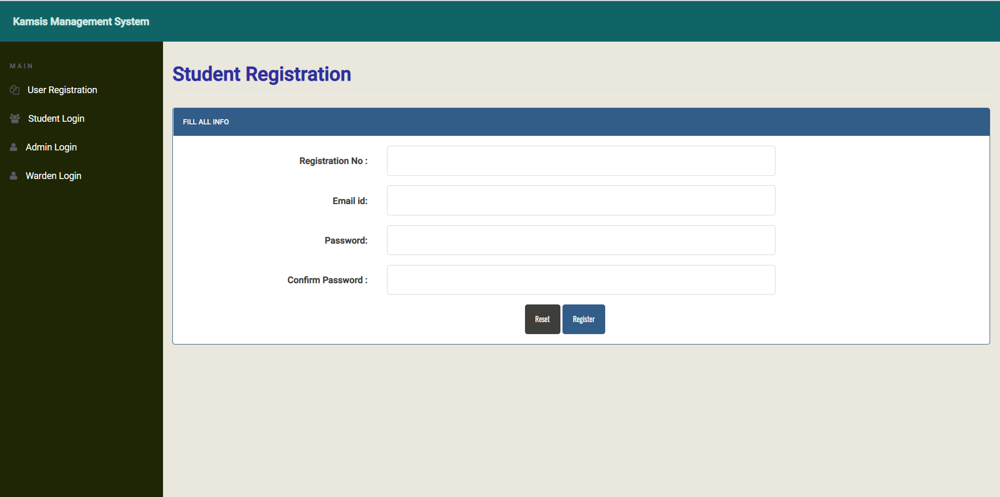 Kamsis Management System
MAIN
User Registration
Student Login
Admin Login
Warden Login
Student Registration
FILL ALL INFO
Registration No :
Email id:
Password:
Confirm Password :
Reset Register